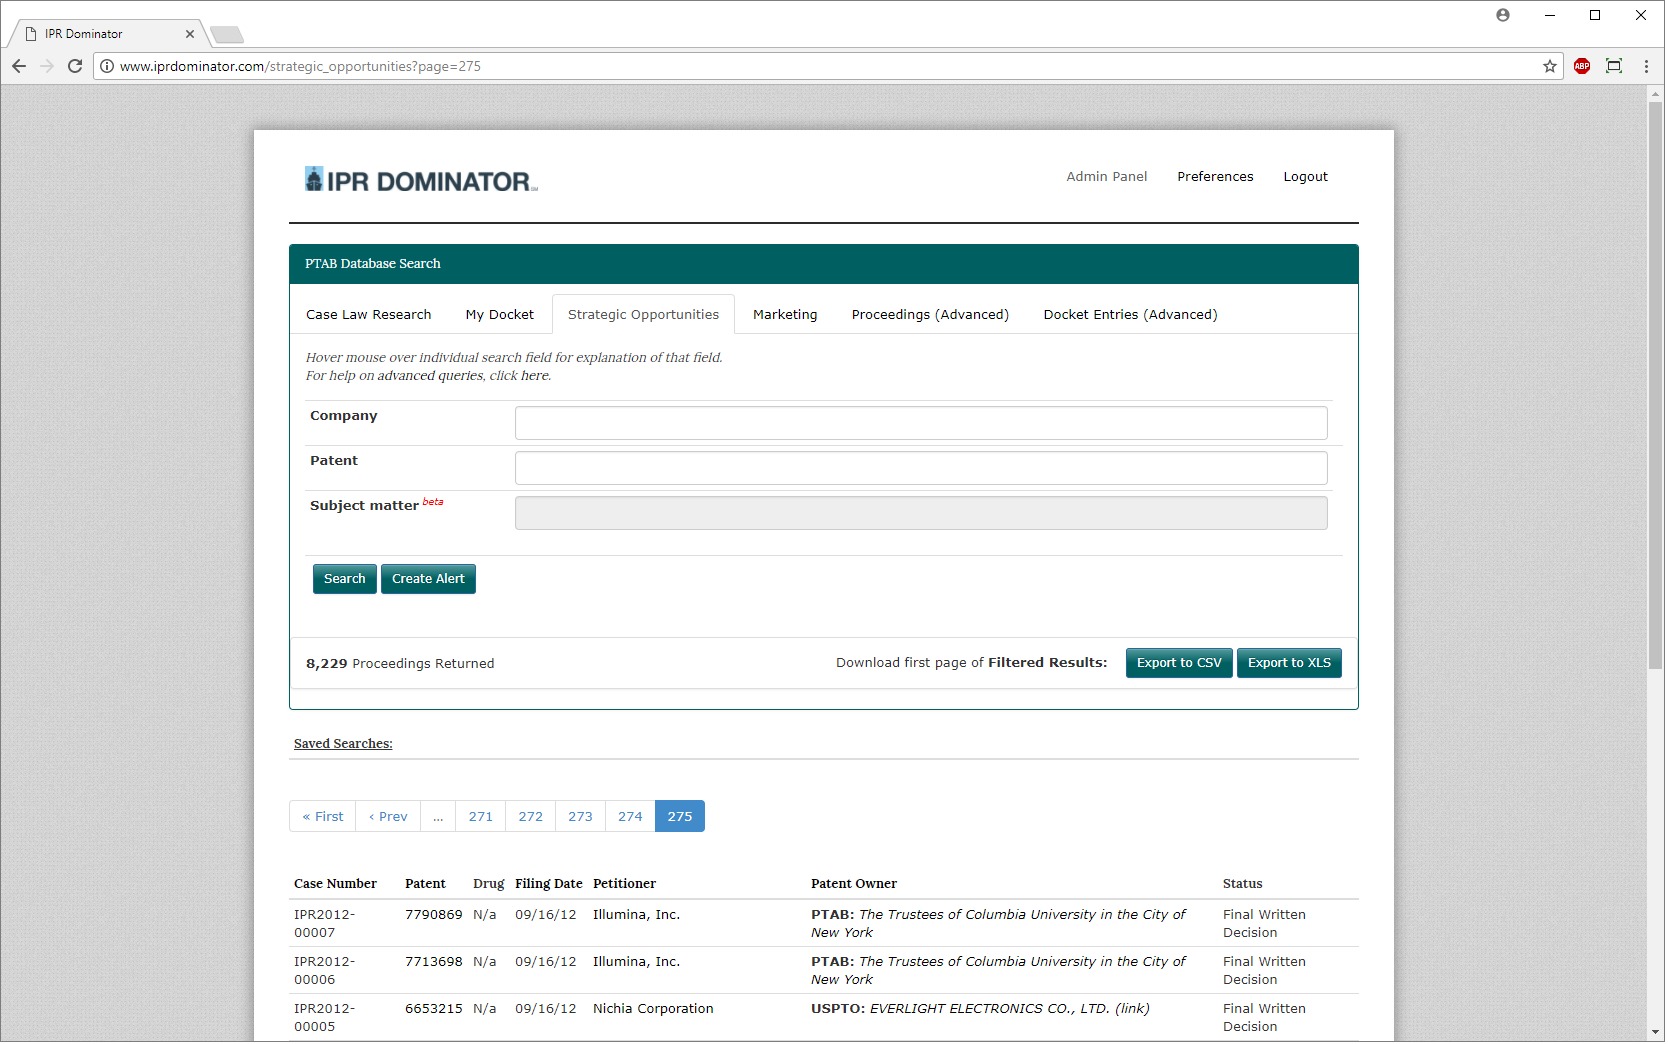 IPR Dominator
www.iprdominator.com/strategic_opportunities?page=275
ABP
IPR DOMINATOR
Admin Panel Preferences Logout
PTAB Database Search
Case Law Research My Docket Strategic Opportunities Marketing Proceedings (Advanced) Docket Entries (Advanced)
Hover mouse over individual search field for explanation of that field.
For help on advanced queries, click here.
Company
Patent
Subject matter beta
Search Create Alert
8,229 Proceedings Returned Download first page of Filtered Results: Export to CSV Export to XLS
Saved Searches:
« First ‹ Prev ... 271 272 273 274 275
Case Number Patent Drug Filing Date Petitioner Patent Owner Status
IPR2012- 7790869 N/a 09/16/12 Illumina, Inc. PTAB: The Trustees of Columbia University in the City of Final Written
00007 New York Decision
IPR2012- 7713698 N/a 09/16/12 Illumina, Inc. PTAB: The Trustees of Columbia University in the City of Final Written
00006 New York Decision
IPR2012- 6653215 N/a 09/16/12 Nichia Corporation USPTO: EVERLIGHT ELECTRONICS CO., LTD. (link) Final Written
00005 Decision